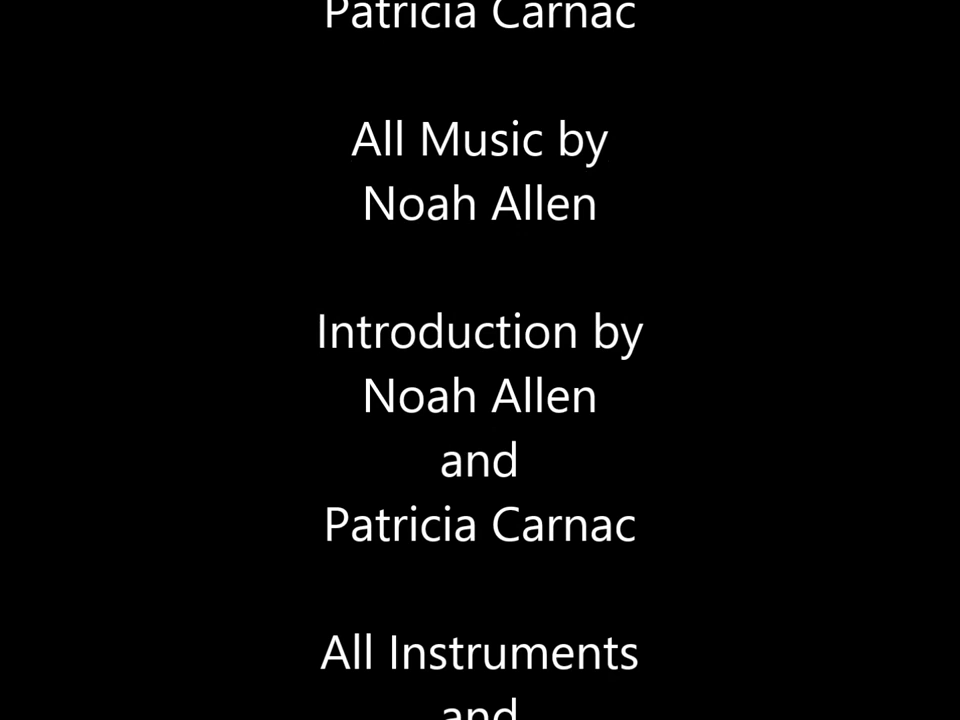 Patricia Carnac
All Music by
Noah Allen
Introduction by
Noah Allen
and
Patricia Carnac
All Instruments
and